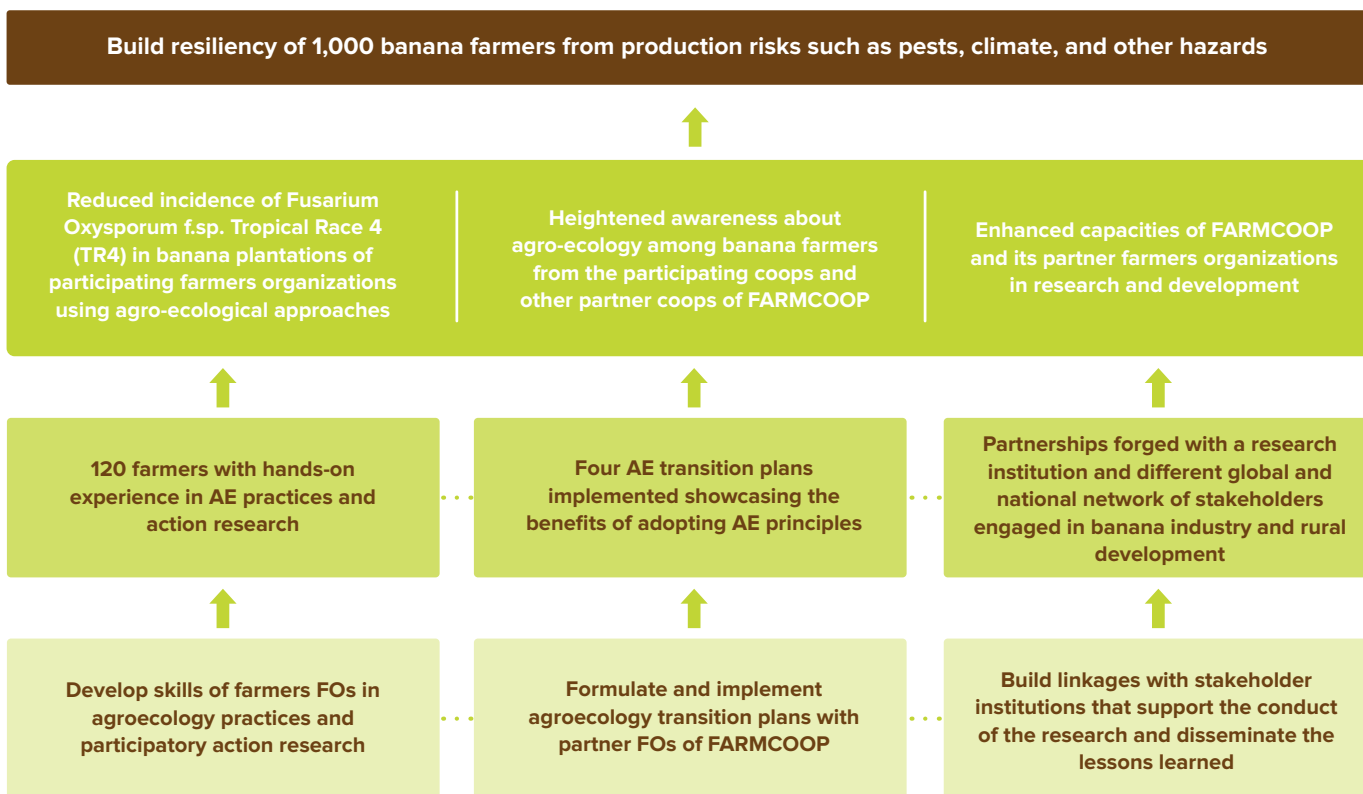 Build resiliency of 1,000 banana farmers from production risks such as pests, climate, and other hazards
Reduced incidence of Fusarium
Oxysporum f.sp. Tropical Race 4
(TR4) in banana plantations of
participating farmers organizations
using agro-ecological approaches
Heightened awareness about
agro-ecology among banana farmers
from the participating coops and
other partner coops of FARMCOOP
Enhanced capacities of FARMCOOP
and its partner farmers organizations
in research and development
120 farmers with hands-on
experience in AE practices and
action research
Four AE transition plans
implemented showcasing the
benefits of adopting AE principles
Partnerships forged with a research
institution and different global and
national network of stakeholders
engaged in banana industry and rural
development
Develop skills of farmers FOs in
agroecology practices and
participatory action research
Formulate and implement
agroecology transition plans with
partner FOs of FARMCOOP
Build linkages with stakeholder
institutions that support the conduct
of the research and disseminate the
lessons learned